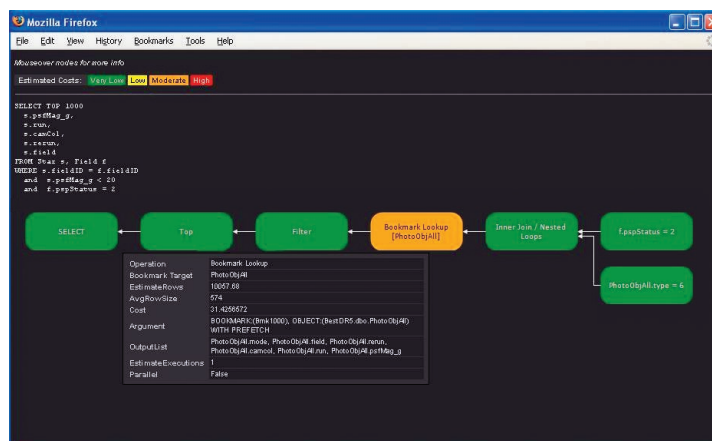 Mozilla Firefox
File Edit View History Bookmarks Tools Help
Mouseover nodes for more info
Estimated Costs: Very Low Low Moderate High
SELECT TOP 1000
s.psfMag_g,
s.run,
s.camCol,
s.rerun,
s.field
FROM Star s, Field f
WHERE s.fieldID = f.fieldID
and s.psfMag_g < 20
and f.pspStatus = 2
SELECT
Top
Filter
Bookmark Lookup
[PhotoObjAll]
Inner Join / Nested
Loops
f.pspStatus = 2
PhotoObjAll.type = 6
Operation Bookmark Lookup
Bookmark Target PhotoObjAll
EstimateRows 10057.68
AvgRowSize 574
Cost 31.4256572
Argument BOOKMARK:(Bmk1000), OBJECT:(BestDR5.dbo.PhotoObjAll)
WITH PREFETCH
OutputList PhotoObjAll.mode, PhotoObjAll.field, PhotoObjAll.rerun,
PhotoObjAll.camcol, PhotoObjAll.run, PhotoObjAll.psfMag_g
EstimateExecutions 1
Parallel False